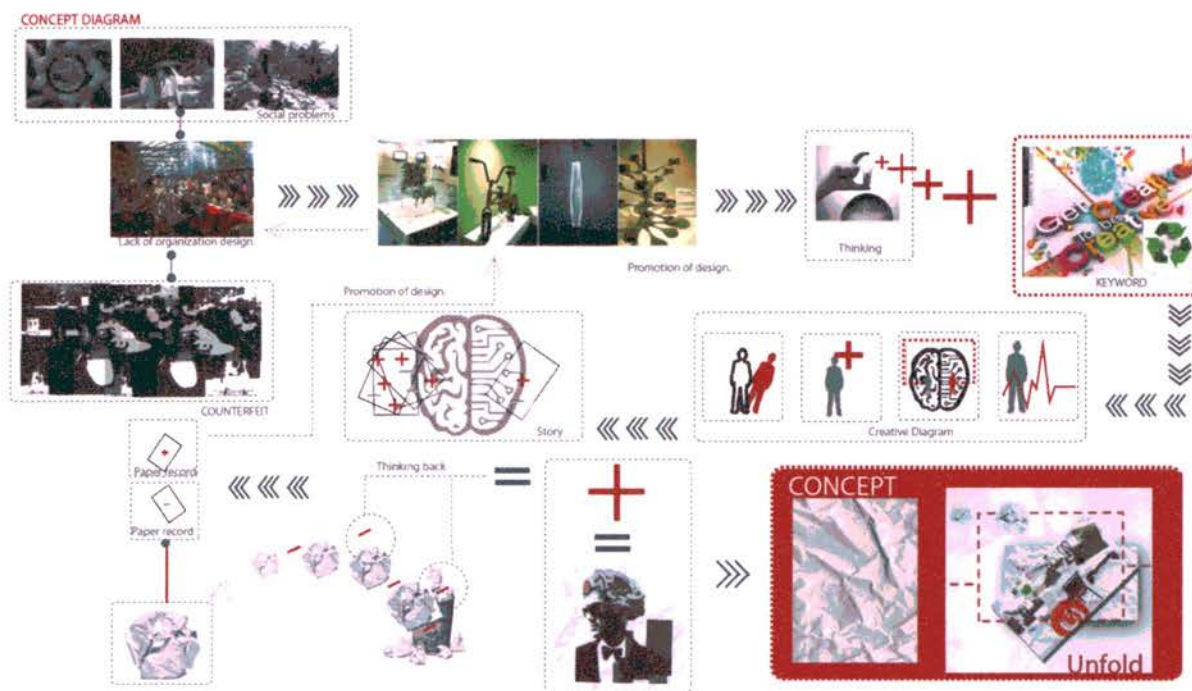 CONCEPT DIAGRAM
Social problems
Lack of organization design.
Promotion of design.
Thinking
KEYWORD
COUNTERFEIT
Promotion of design.
Story
Creative Diagram
Paper record
Paper record
Thinking back
CONCEPT
Unfold